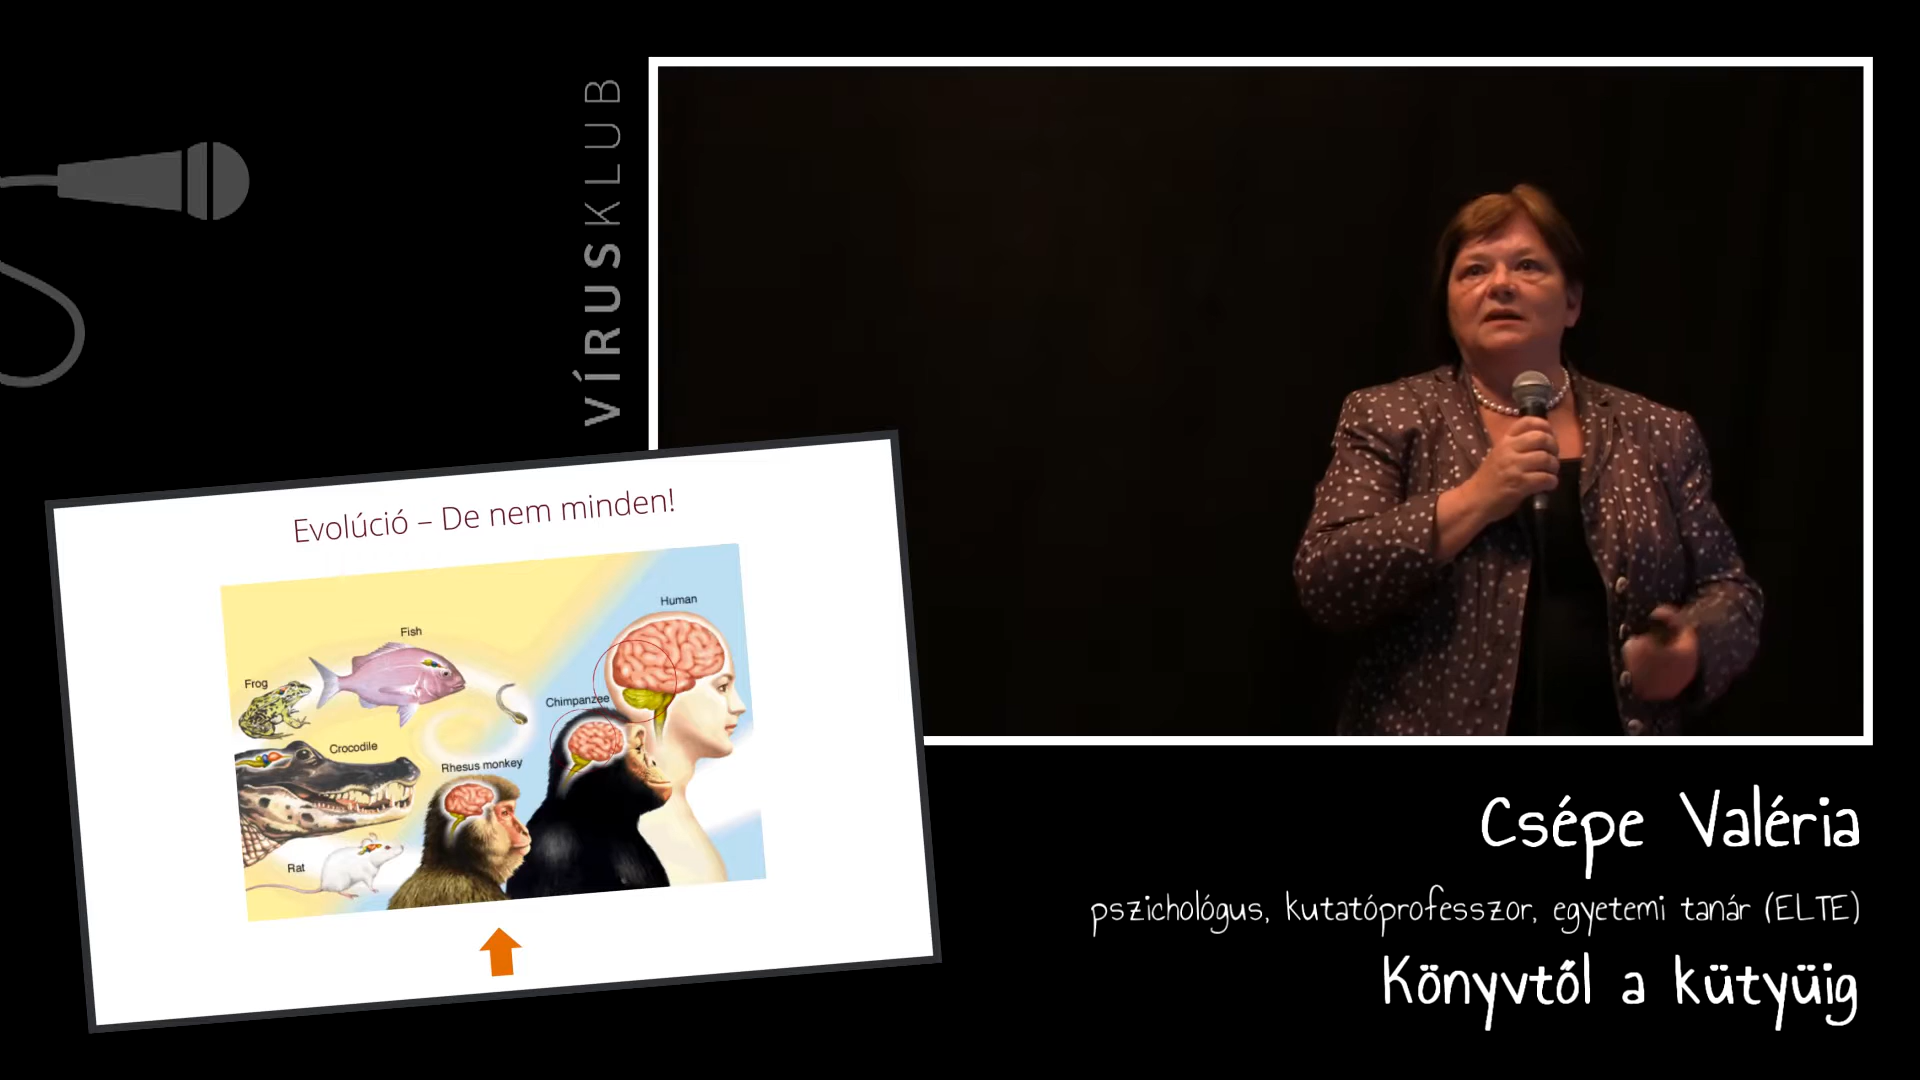 VÍRUSKLUB
Evolúció – De nem minden!
Human
Fish
Frog
Chimpanzee
Crocodile
Rhesus monkey
Rat
Csépe Valéria
pszichológus, kutatóprofesszor, egyetemi tanár (ELTE)
Könyvtől a kütyüig